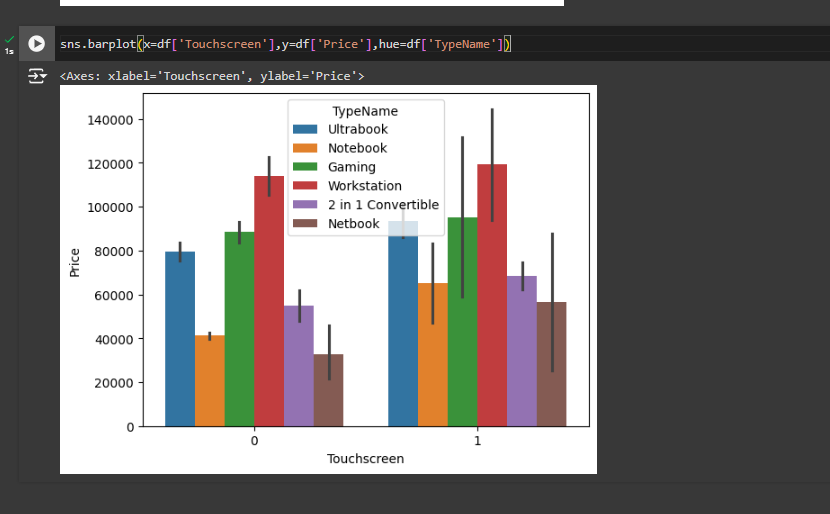 sns.barplot(x=df['Touchscreen'],y=df['Price'],hue=df['TypeName'])
1s
<Axes: xlabel='Touchscreen', ylabel='Price'>
TypeName
Ultrabook
Notebook
Gaming
Workstation
2 in 1 Convertible
Netbook
140000
120000
100000
80000
60000
40000
20000
0
Price
0 1
Touchscreen